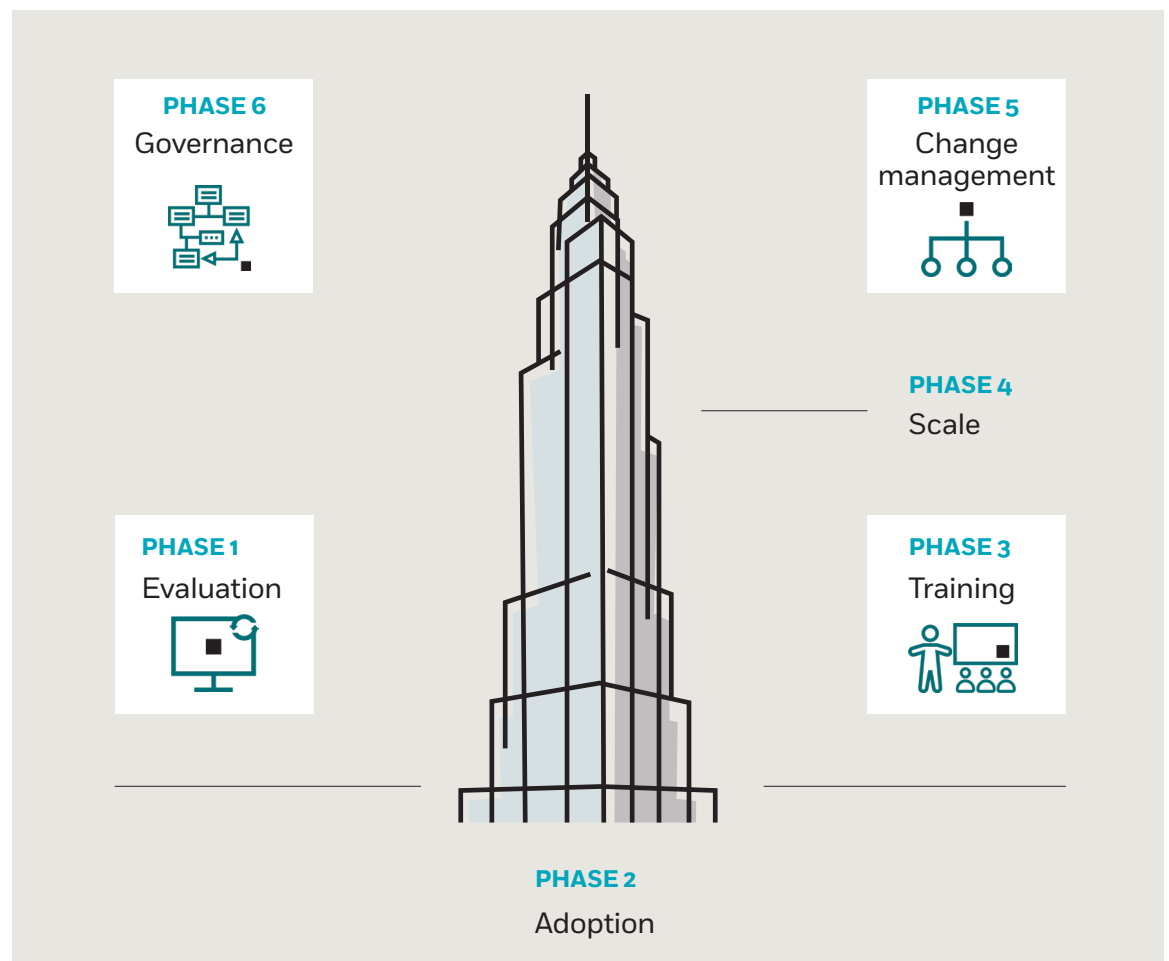 PHASE 6
Governance
PHASE 5
Change
management
PHASE 4
Scale
PHASE 1
Evaluation
PHASE 3
Training
PHASE 2
Adoption